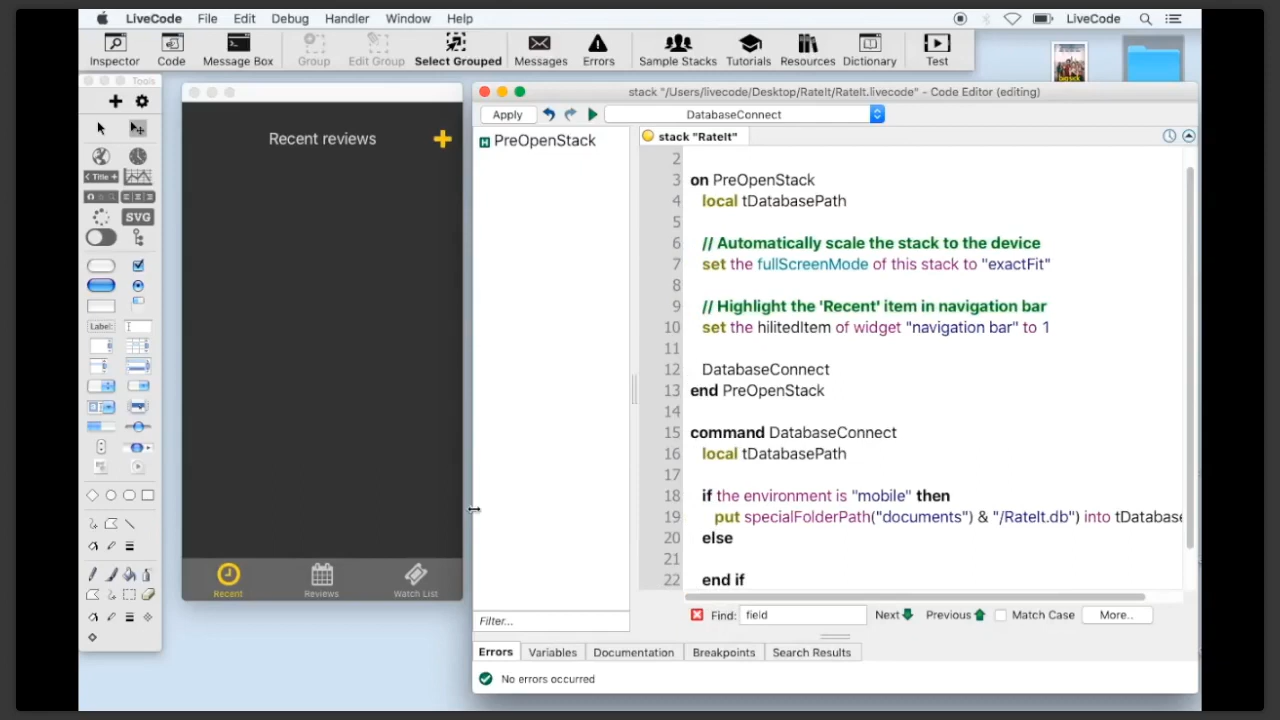 LiveCode File Edit Debug Handler Window Help LiveCode
Inspector Code Message Box Group Edit Group Select Grouped Messages Errors Sample Stacks Tutorials Resources Dictionary Test
Tools
stack "/Users/livecode/Desktop/RateIt/RateIt.livecode" - Code Editor (editing)
Apply DatabaseConnect
PreOpenStack
stack "RateIt"
Recent reviews
< Title +
SVG
Label:
2
3 on PreOpenStack
4 local tDatabasePath
5
6 // Automatically scale the stack to the device
7 set the fullScreenMode of this stack to "exactFit"
8
9 // Highlight the 'Recent' item in navigation bar
10 set the hilitedItem of widget "navigation bar" to 1
11
12 DatabaseConnect
13 end PreOpenStack
14
15 command DatabaseConnect
16 local tDatabasePath
17
18 if the environment is "mobile" then
19 put specialFolderPath("documents") & "/RateIt.db") into tDatabase
20 else
21
22 end if
Recent Reviews Watch List
Filter...
Find: field Next Previous Match Case More..
Errors Variables Documentation Breakpoints Search Results
No errors occurred